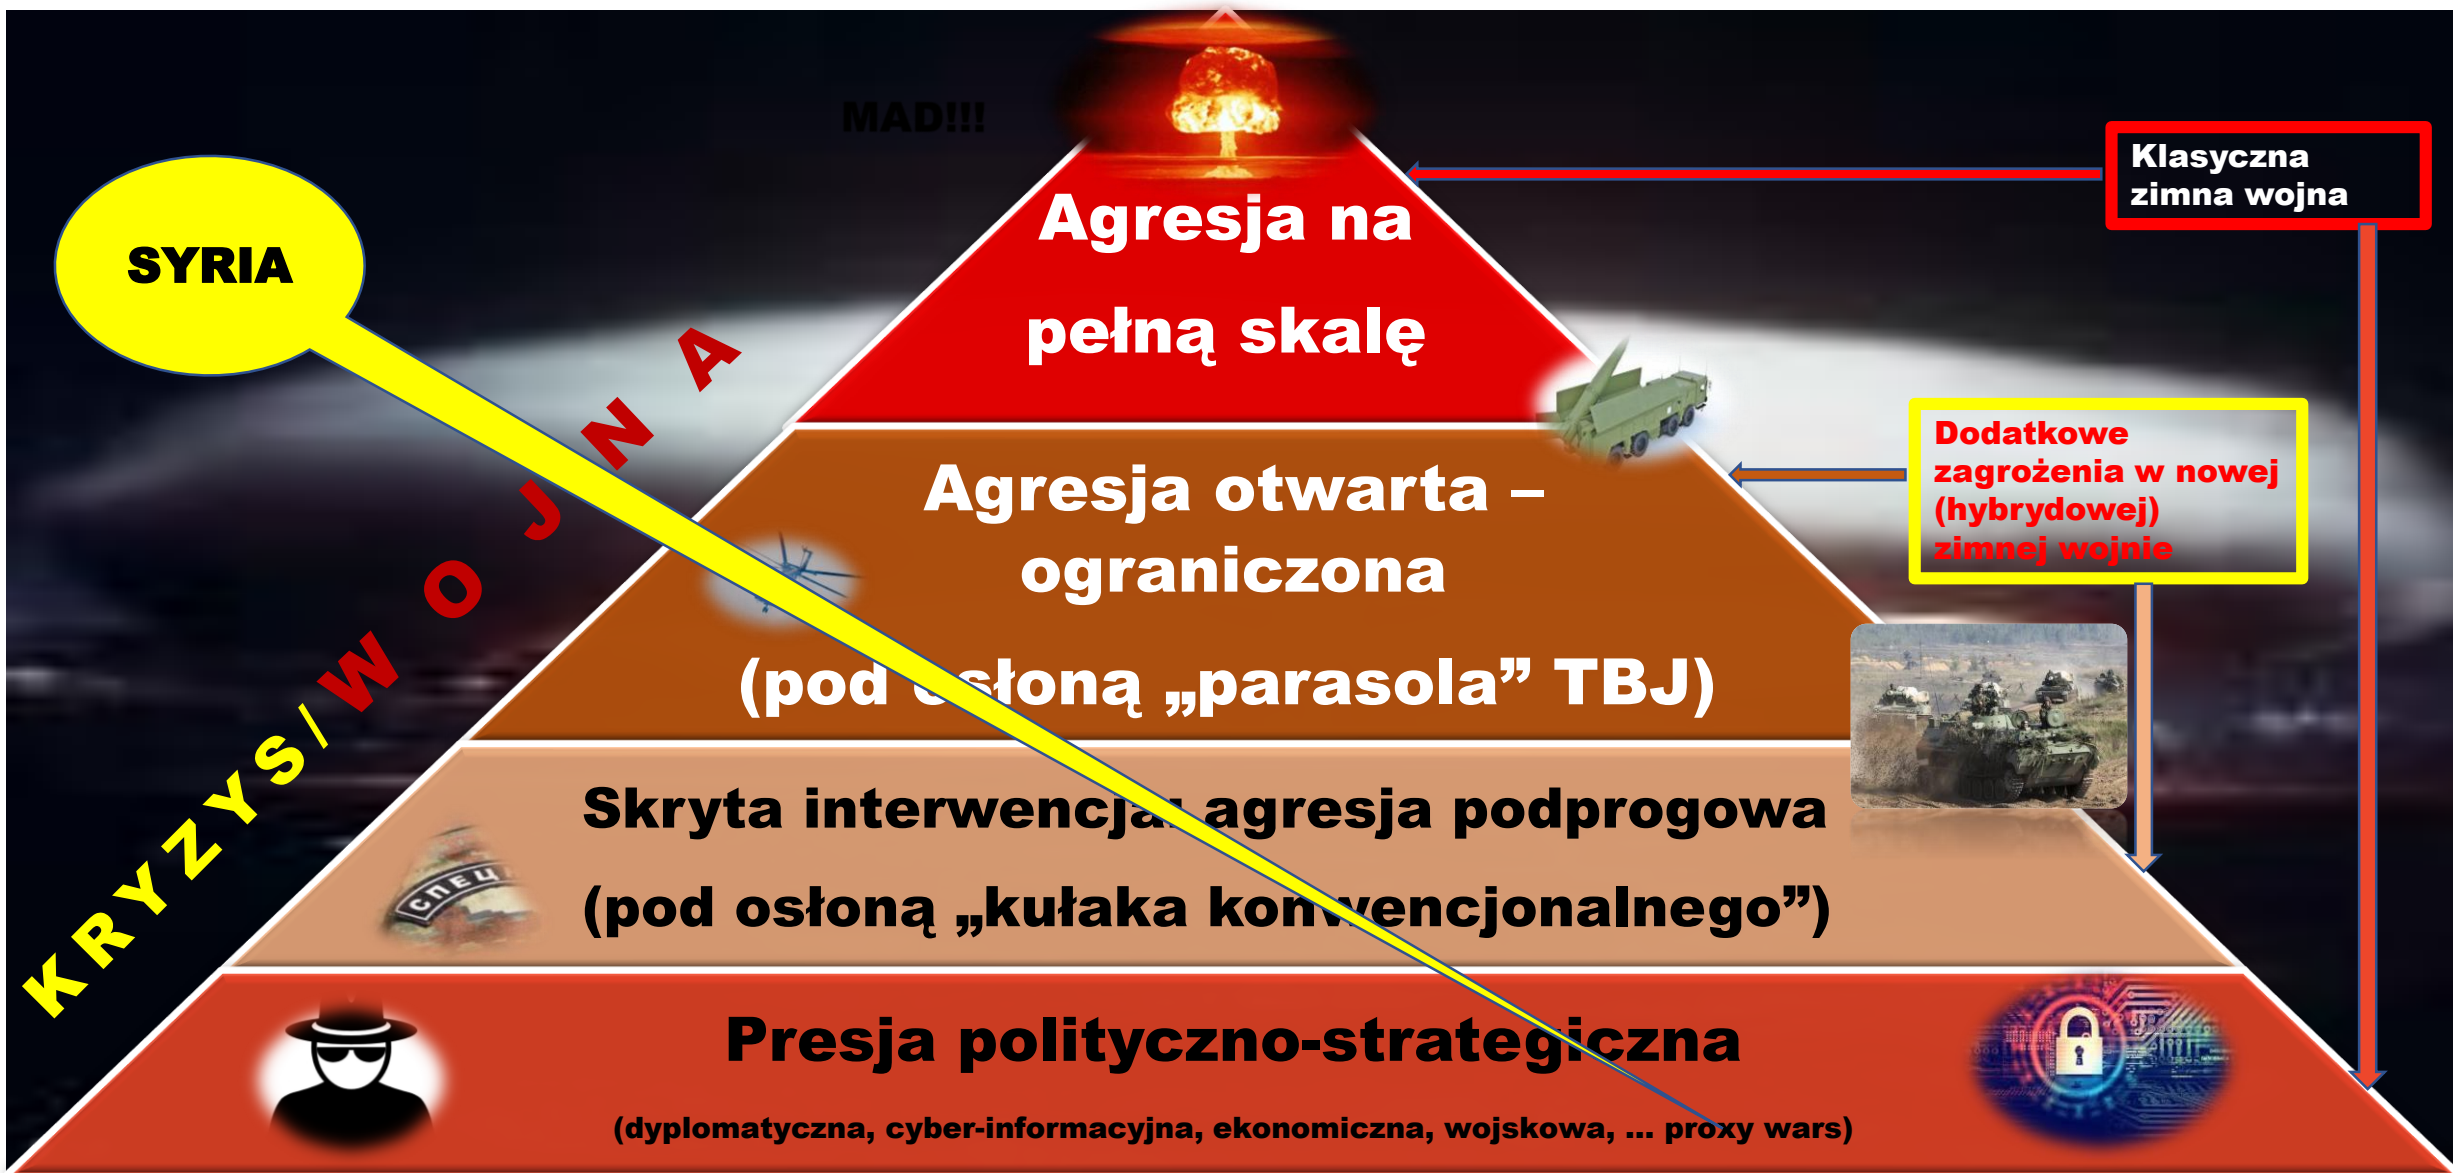 MAD!!!
Klasyczna
zimna wojna
SYRIA
Agresja na
pełną skalę
KRYZYS/WOJNA
Dodatkowe
zagrożenia w nowej
(hybrydowej)
zimnej wojnie
Agresja otwarta –
ograniczona
(pod osłoną „parasola” TBJ)
Skryta interwencja: agresja podprogowa
(pod osłoną „kułaka konwencjonalnego”)
СПЕЦ
Presja polityczno-strategiczna
(dyplomatyczna, cyber-informacyjna, ekonomiczna, wojskowa, ... proxy wars)